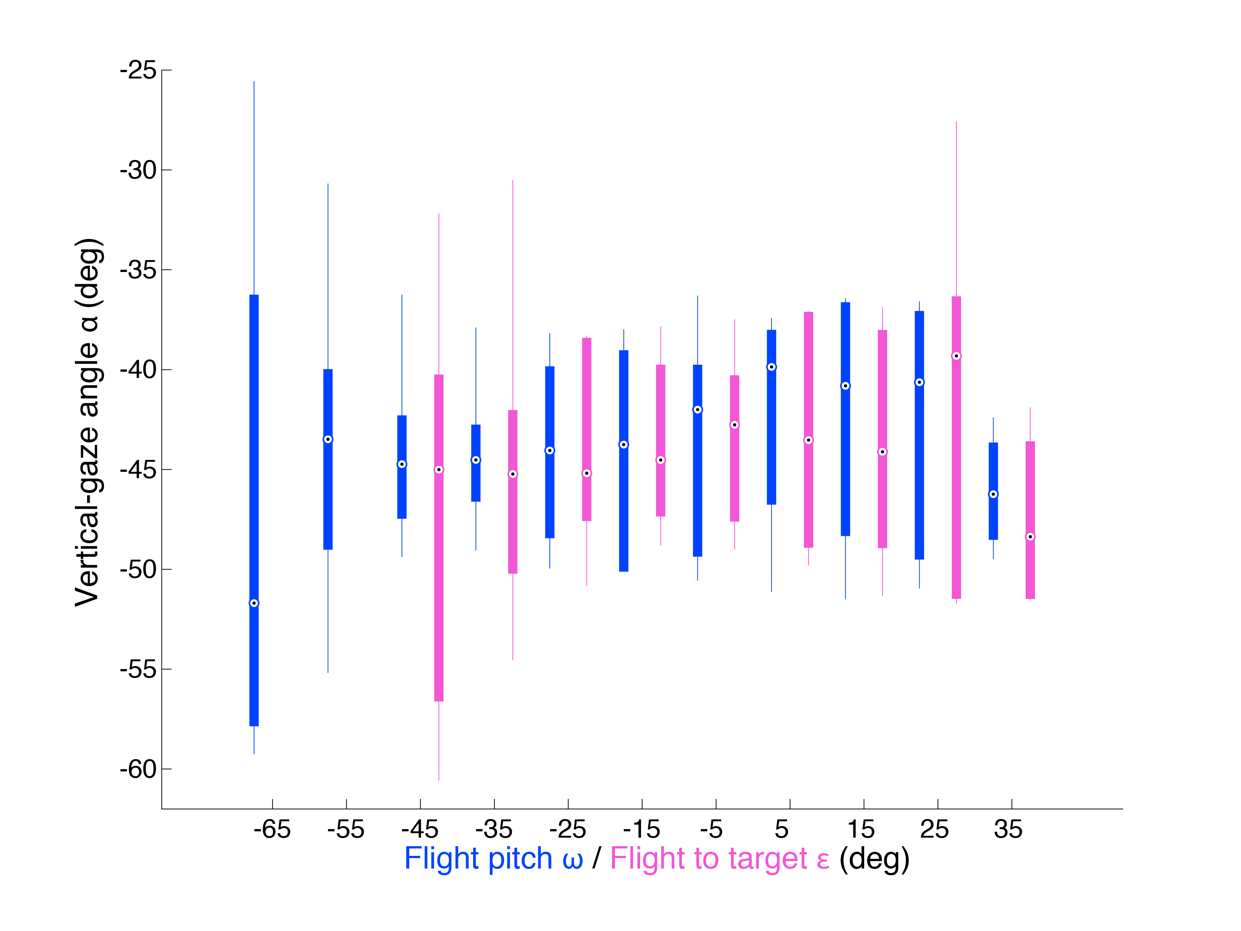 -25
-30
-35
-40
-45
-50
-55
-60
Vertical-gaze angle α (deg)
-65 -55 -45 -35 -25 -15 -5 5 15 25 35
Flight pitch ω / Flight to target ε (deg)